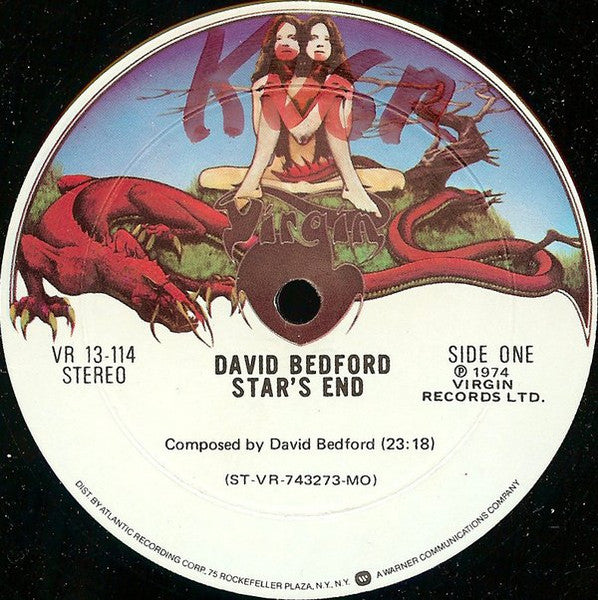 KMGR
Virgin
VR 13-114
STEREO
DAVID BEDFORD
STAR'S END
SIDE ONE
℗ 1974
VIRGIN
RECORDS LTD.
Composed by David Bedford (23:18)
(ST-VR-743273-MO)
DIST BY ATLANTIC RECORDING CORP. 75 ROCKEFELLER PLAZA, N.Y., N.Y. W A WARNER COMMUNICATIONS COMPANY